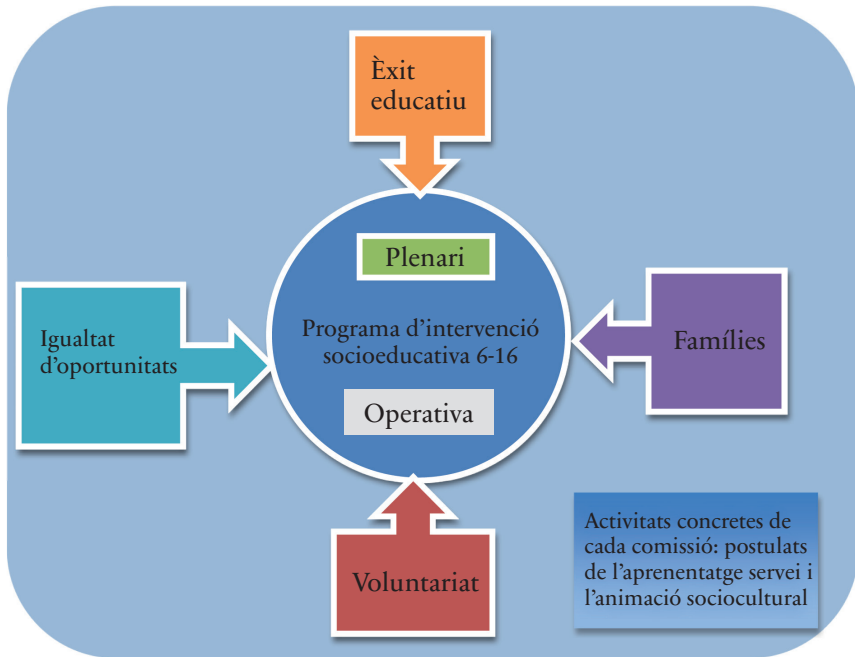 Èxit
educatiu
Plenari
Igualtat
d’oportunitats
Programa d’intervenció
socioeducativa 6-16
Famílies
Operativa
Voluntariat
Activitats concretes de
cada comissió: postulats
de l’aprenentatge servei i
l’animació sociocultural